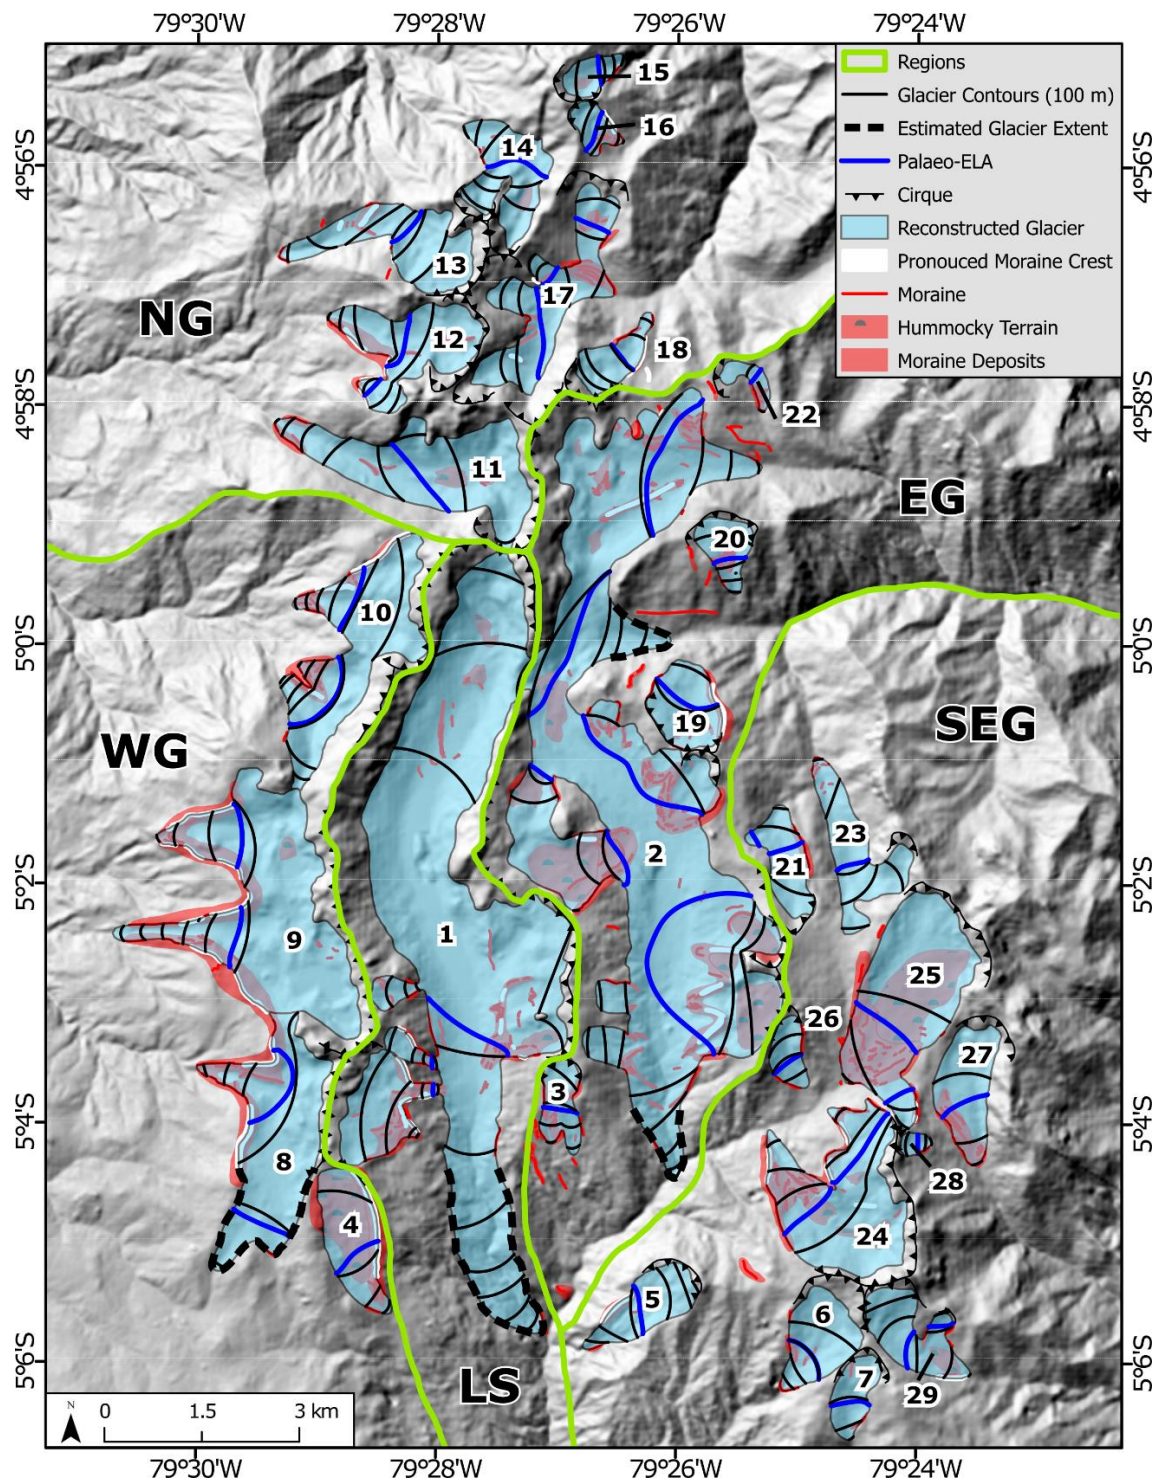 79°30'W 79°28'W 79°26'W 79°24'W
Regions
Glacier Contours (100 m)
Estimated Glacier Extent
Palaeo-ELA
Cirque
Reconstructed Glacier
Pronouced Moraine Crest
Moraine
Hummocky Terrain
Moraine Deposits
15
16
14
4°56'S 4°56'S
13
17
NG
12
18
22
4°58'S 4°58'S
11
EG
20
10
5°0'S 5°0'S
19
SEG
WG
23
2
21
9
5°2'S 5°2'S
1
25
26
27
3
5°4'S 5°4'S
28
8
4
24
5
6
7
29
5°6'S 5°6'S
LS
N
0 1.5 3 km
79°30'W 79°28'W 79°26'W 79°24'W